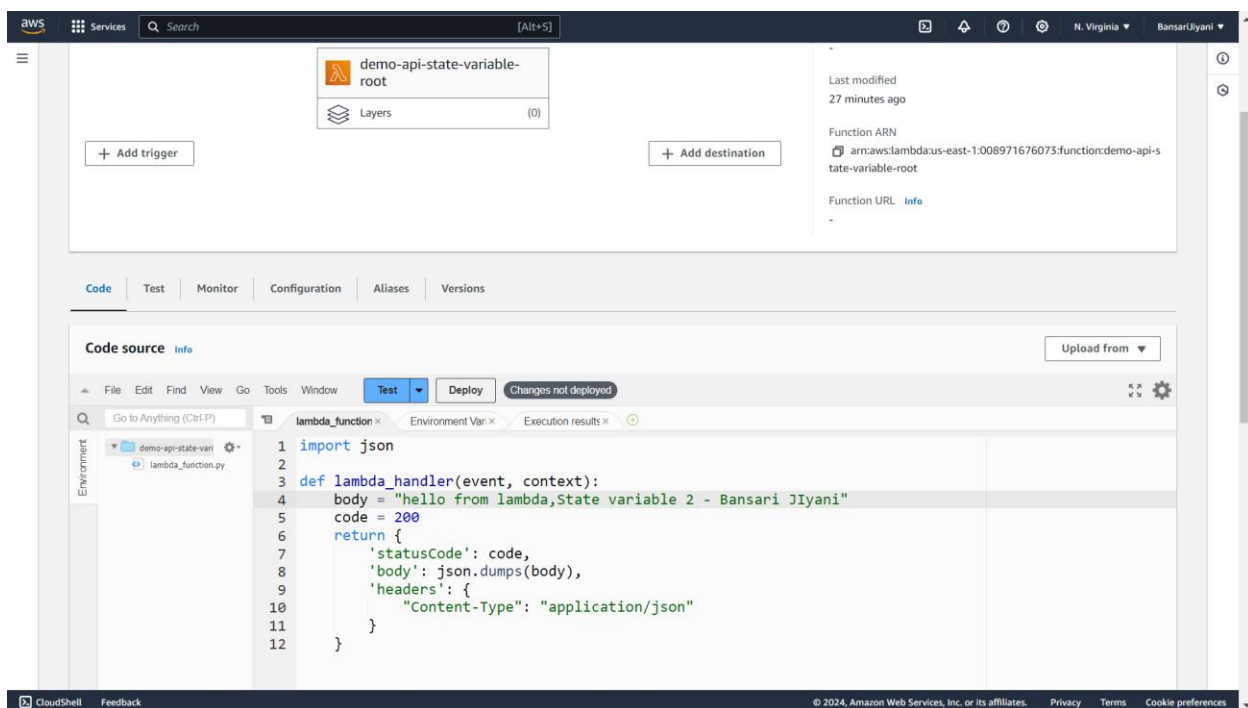 aws Services Search [Alt+S] N. Virginia ▼ BansariJiyani ▼
demo-api-state-variable-
root
Layers (0)
+ Add trigger
+ Add destination
-
Last modified
27 minutes ago
Function ARN
arn:aws:lambda:us-east-1:008971676073:function:demo-api-s
tate-variable-root
Function URL Info
-
Code Test Monitor Configuration Aliases Versions
Code source Info
Upload from ▼
File Edit Find View Go Tools Window Test Deploy Changes not deployed
Go to Anything (Ctrl-P)
lambda_function × Environment Vari × Execution results ×
Environment
demo-api-state-vari
lambda_function.py
1 import json
2
3 def lambda_handler(event, context):
4     body = "hello from lambda,State variable 2 - Bansari JIyani"
5     code = 200
6     return {
7         'statusCode': code,
8         'body': json.dumps(body),
9         'headers': {
10             "Content-Type": "application/json"
11         }
12     }
CloudShell Feedback © 2024, Amazon Web Services, Inc. or its affiliates. Privacy Terms Cookie preferences